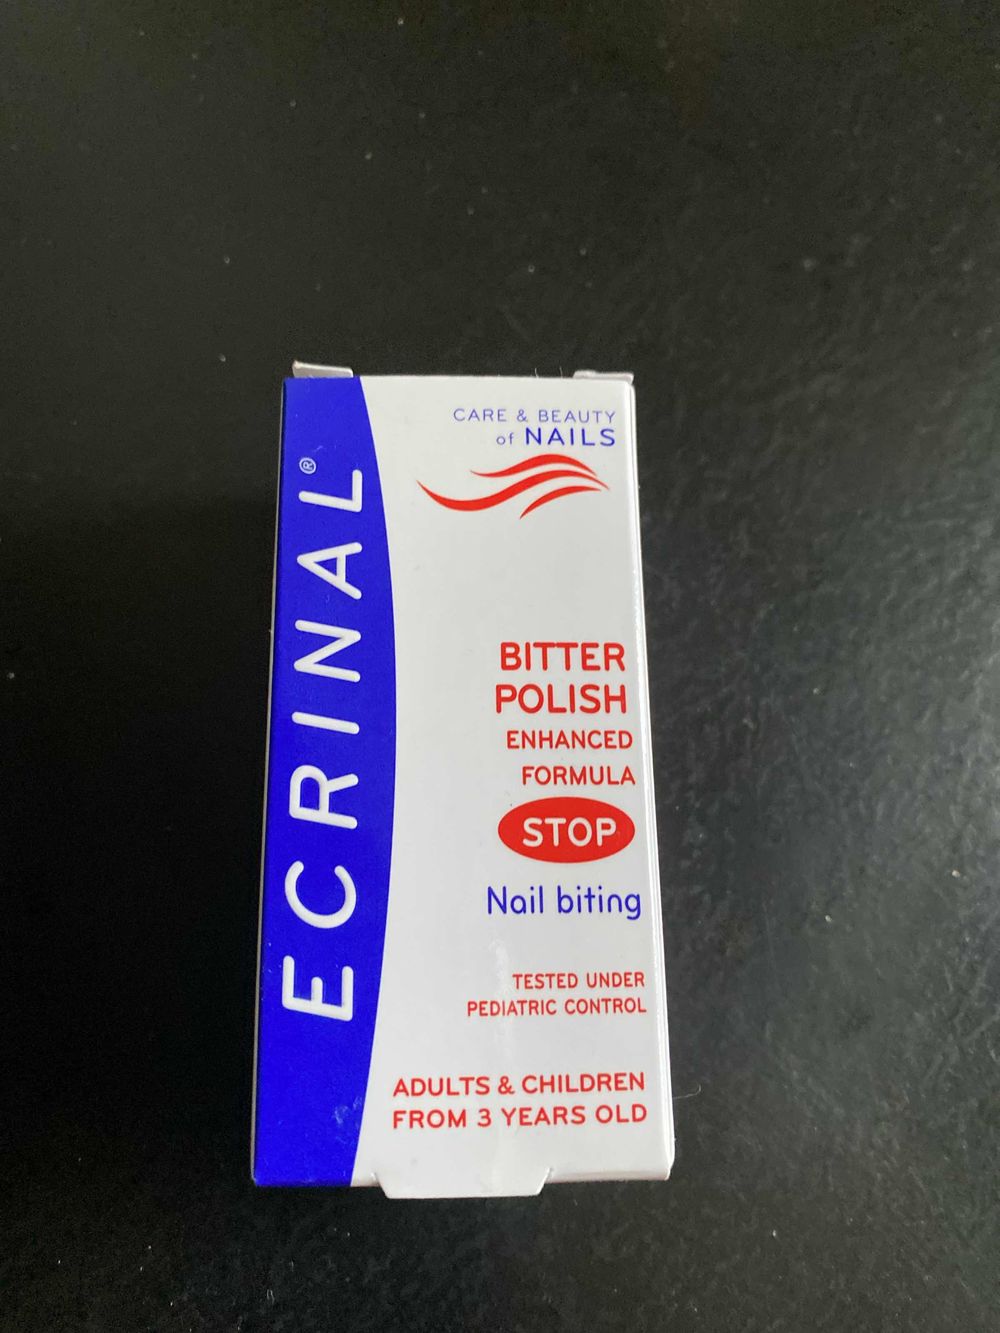 ECRINAL®
CARE & BEAUTY
of NAILS
BITTER
POLISH
ENHANCED
FORMULA
STOP
Nail biting
TESTED UNDER
PEDIATRIC CONTROL
ADULTS & CHILDREN
FROM 3 YEARS OLD